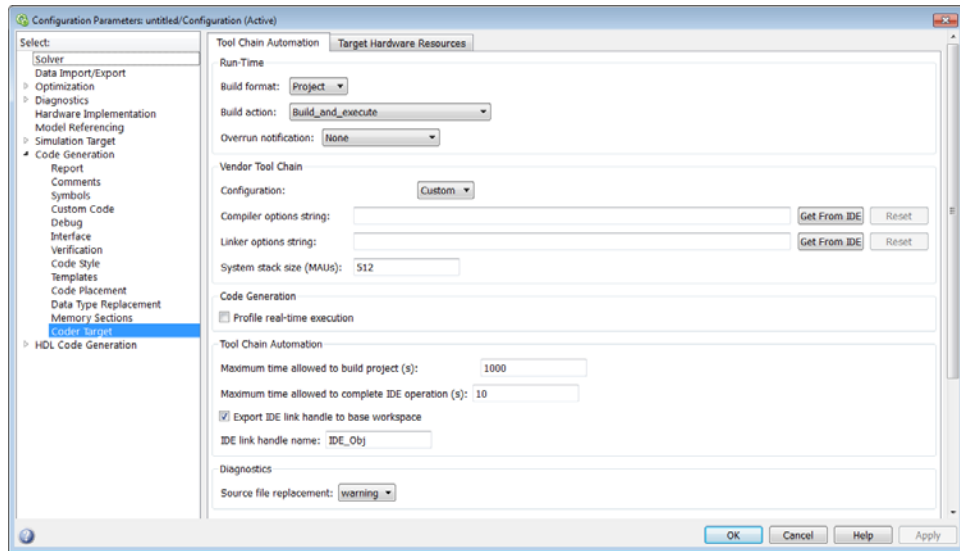 Configuration Parameters: untitled/Configuration (Active)
Select:
Solver
Data Import/Export
Optimization
Diagnostics
Hardware Implementation
Model Referencing
Simulation Target
Code Generation
Report
Comments
Symbols
Custom Code
Debug
Interface
Verification
Code Style
Templates
Code Placement
Data Type Replacement
Memory Sections
Coder Target
HDL Code Generation
Tool Chain Automation Target Hardware Resources
Run-Time
Build format: Project
Build action: Build_and_execute
Overrun notification: None
Vendor Tool Chain
Configuration: Custom
Compiler options string: Get From IDE Reset
Linker options string: Get From IDE Reset
System stack size (MAUs): 512
Code Generation
Profile real-time execution
Tool Chain Automation
Maximum time allowed to build project (s): 1000
Maximum time allowed to complete IDE operation (s): 10
Export IDE link handle to base workspace
IDE link handle name: IDE_Obj
Diagnostics
Source file replacement: warning
OK Cancel Help Apply